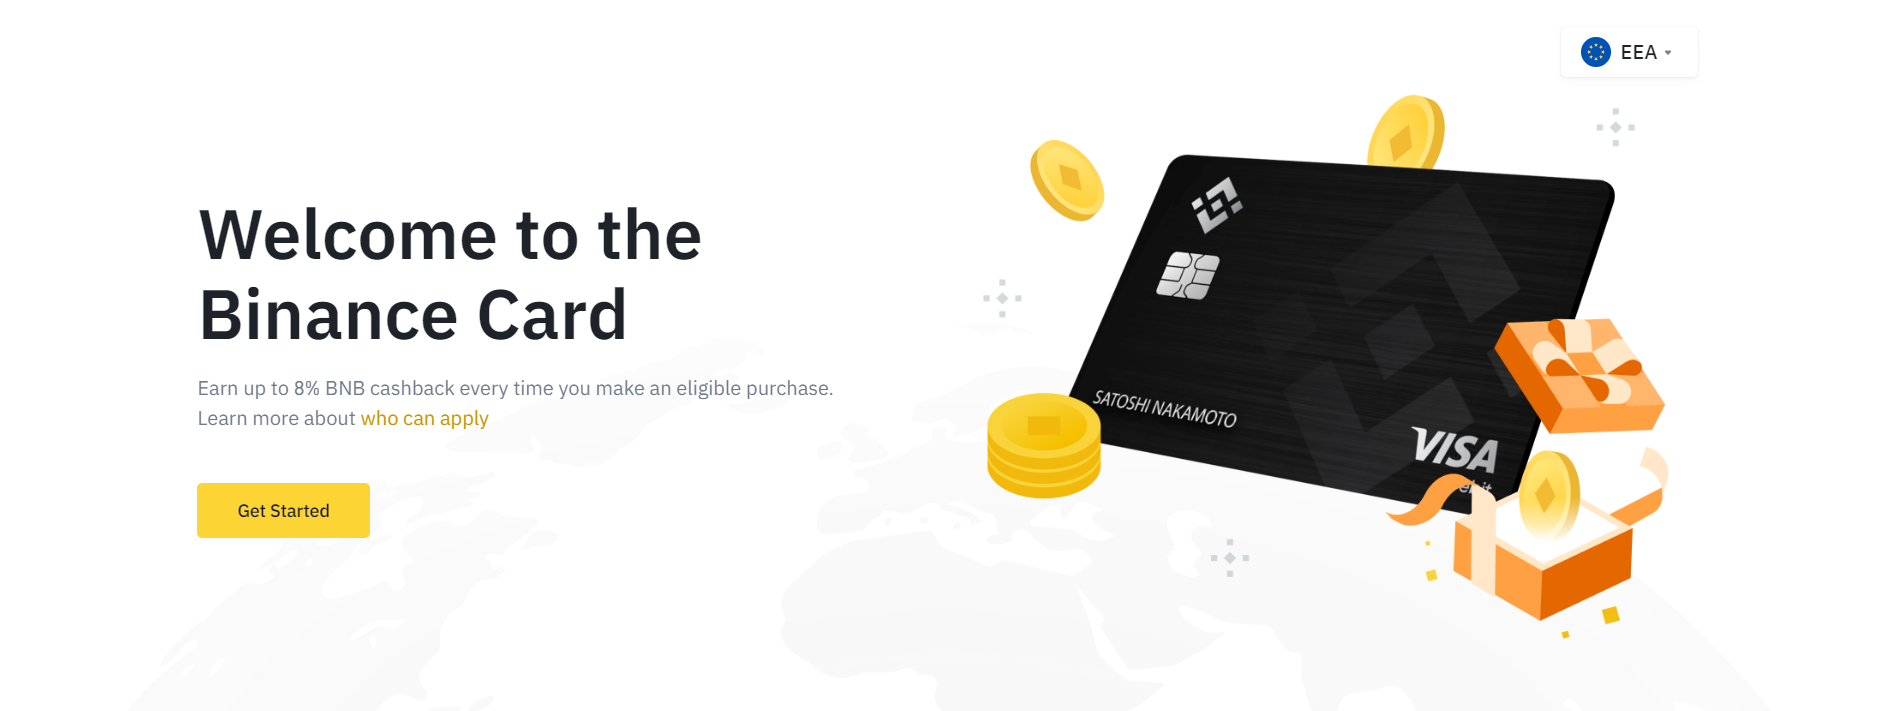 EEA
Welcome to the
Binance Card
Earn up to 8% BNB cashback every time you make an eligible purchase.
Learn more about who can apply
Get Started
SATOSHI NAKAMOTO
VISA